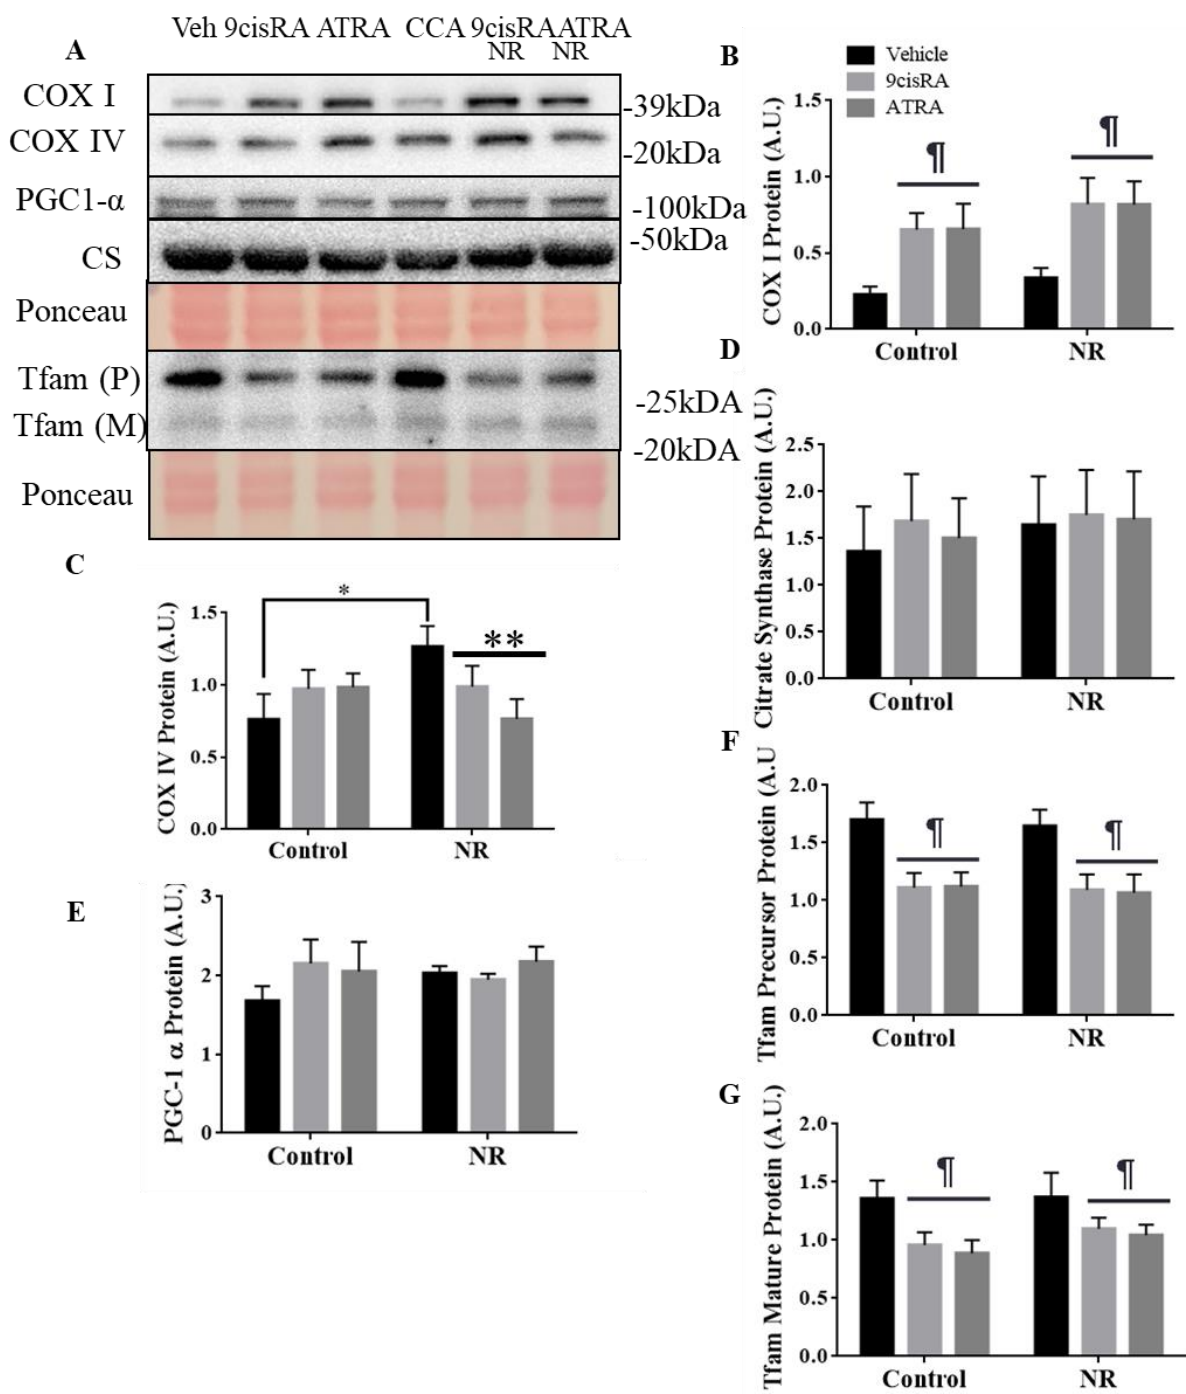 A
Veh 9cisRA ATRA CCA 9cisRAATRA
NR NR
COX I
-39kDa
COX IV
-20kDa
PGC1-α
-100kDa
-50kDa
CS
Ponceau
Tfam (P)
-25kDA
Tfam (M)
-20kDA
Ponceau
B
Vehicle
9cisRA
ATRA
COX I Protein (A.U.)
1.5
1.0
0.5
0.0
¶
¶
Control NR
C
COX IV Protein (A.U.)
1.5
1.0
0.5
0.0
*
**
Control NR
D
Citrate Synthase Protein (A.U.)
2.5
2.0
1.5
1.0
0.5
0.0
Control NR
E
PGC-1 α Protein (A.U.)
3
2
1
0
Control NR
F
Tfam Precursor Protein (A.U
2.0
1.5
1.0
0.5
0.0
¶
¶
Control NR
G
Tfam Mature Protein (A.U.)
2.0
1.5
1.0
0.5
0.0
¶
¶
Control NR